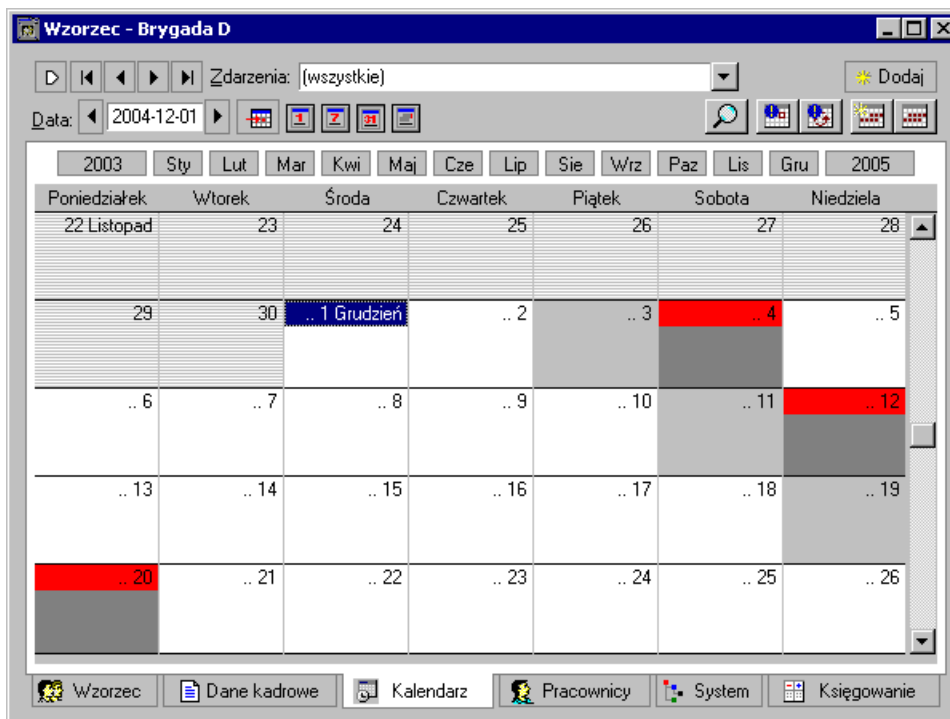 Wzorzec - Brygada D
Zdarzenia: (wszystkie) Dodaj
Data: 2004-12-01 1 7 31
2003 Sty Lut Mar Kwi Maj Cze Lip Sie Wrz Paz Lis Gru 2005
Poniedziałek Wtorek Środa Czwartek Piątek Sobota Niedziela
22 Listopad 23 24 25 26 27 28
29 30 .. 1 Grudzień .. 2 .. 3 .. 4 .. 5
.. 6 .. 7 .. 8 .. 9 .. 10 .. 11 .. 12
.. 13 .. 14 .. 15 .. 16 .. 17 .. 18 .. 19
.. 20 .. 21 .. 22 .. 23 .. 24 .. 25 .. 26
Wzorzec Dane kadrowe Kalendarz Pracownicy System Księgowanie